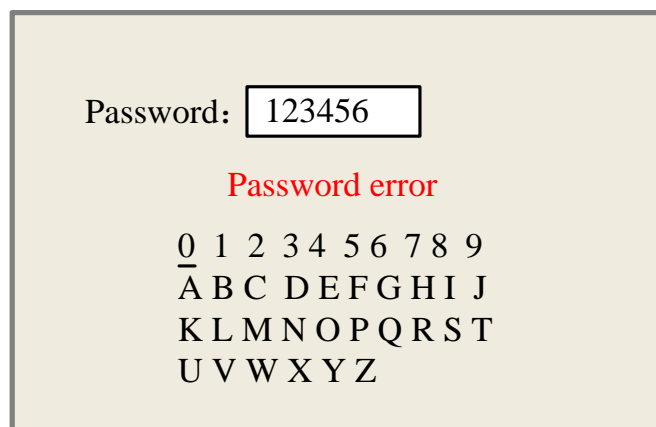 Password：123456
Password error
0 1 2 3 4 5 6 7 8 9
A B C D E F G H I J
K L M N O P Q R S T
U V W X Y Z